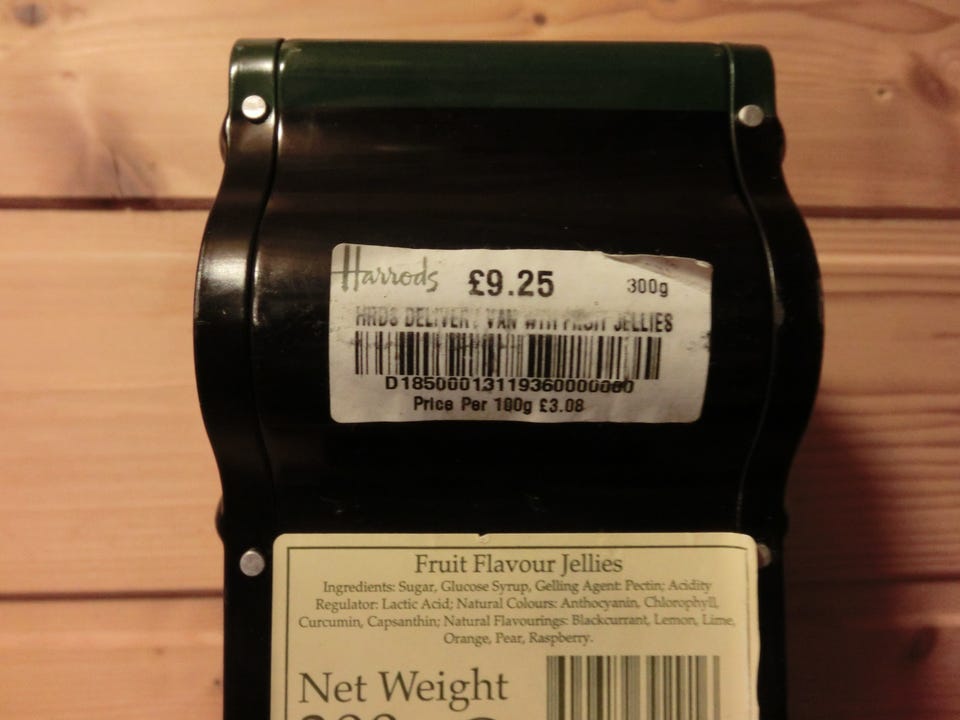 Harrods £9.25 300g
HRDS DELIVERY VAN WTH FRUIT JELLIES
D18500013119360000000
Price Per 100g £3.08
Fruit Flavour Jellies
Ingredients: Sugar, Glucose Syrup, Gelling Agent: Pectin; Acidity
Regulator: Lactic Acid; Natural Colours: Anthocyanin, Chlorophyll,
Curcumin, Capsanthin; Natural Flavourings: Blackcurrant, Lemon, Lime,
Orange, Pear, Raspberry.
Net Weight